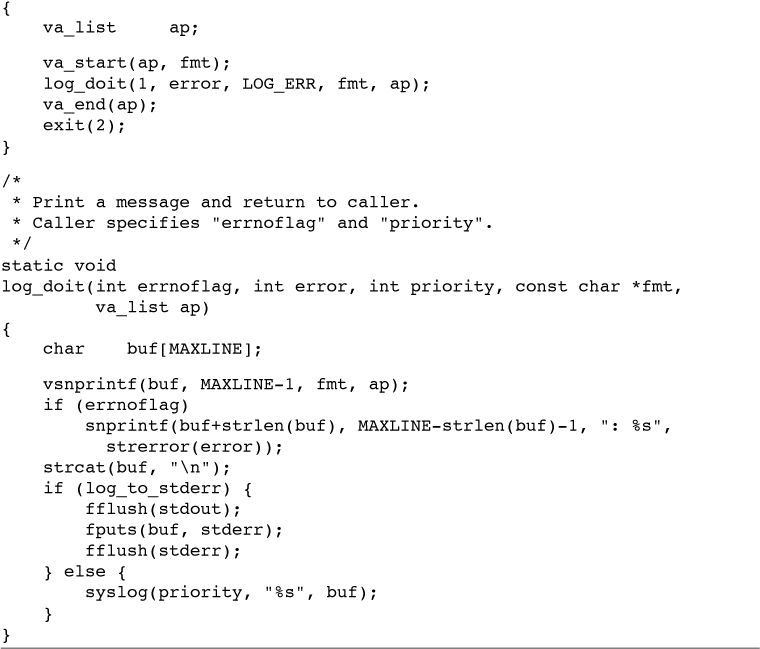 {
    va_list     ap;
    va_start(ap, fmt);
    log_doit(1, error, LOG_ERR, fmt, ap);
    va_end(ap);
    exit(2);
}
/*
 * Print a message and return to caller.
 * Caller specifies "errnoflag" and "priority".
 */
static void
log_doit(int errnoflag, int error, int priority, const char *fmt,
         va_list ap)
{
    char    buf[MAXLINE];
    vsnprintf(buf, MAXLINE-1, fmt, ap);
    if (errnoflag)
        snprintf(buf+strlen(buf), MAXLINE-strlen(buf)-1, ": %s",
          strerror(error));
    strcat(buf, "\n");
    if (log_to_stderr) {
        fflush(stdout);
        fputs(buf, stderr);
        fflush(stderr);
    } else {
        syslog(priority, "%s", buf);
    }
}